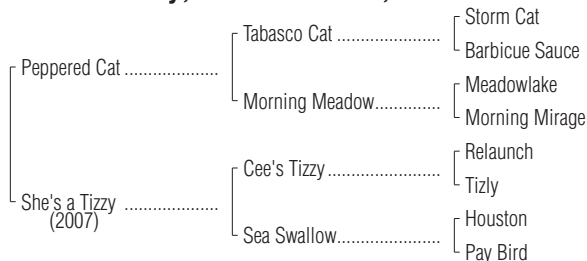 Storm Cat
Tabasco Cat ....................
Barbicue Sauce
Peppered Cat ...................
Meadowlake
Morning Meadow.............
Morning Mirage
Relaunch
Cee's Tizzy ......................
Tizly
She's a Tizzy ...................
(2007)
Houston
Sea Swallow....................
Pay Bird